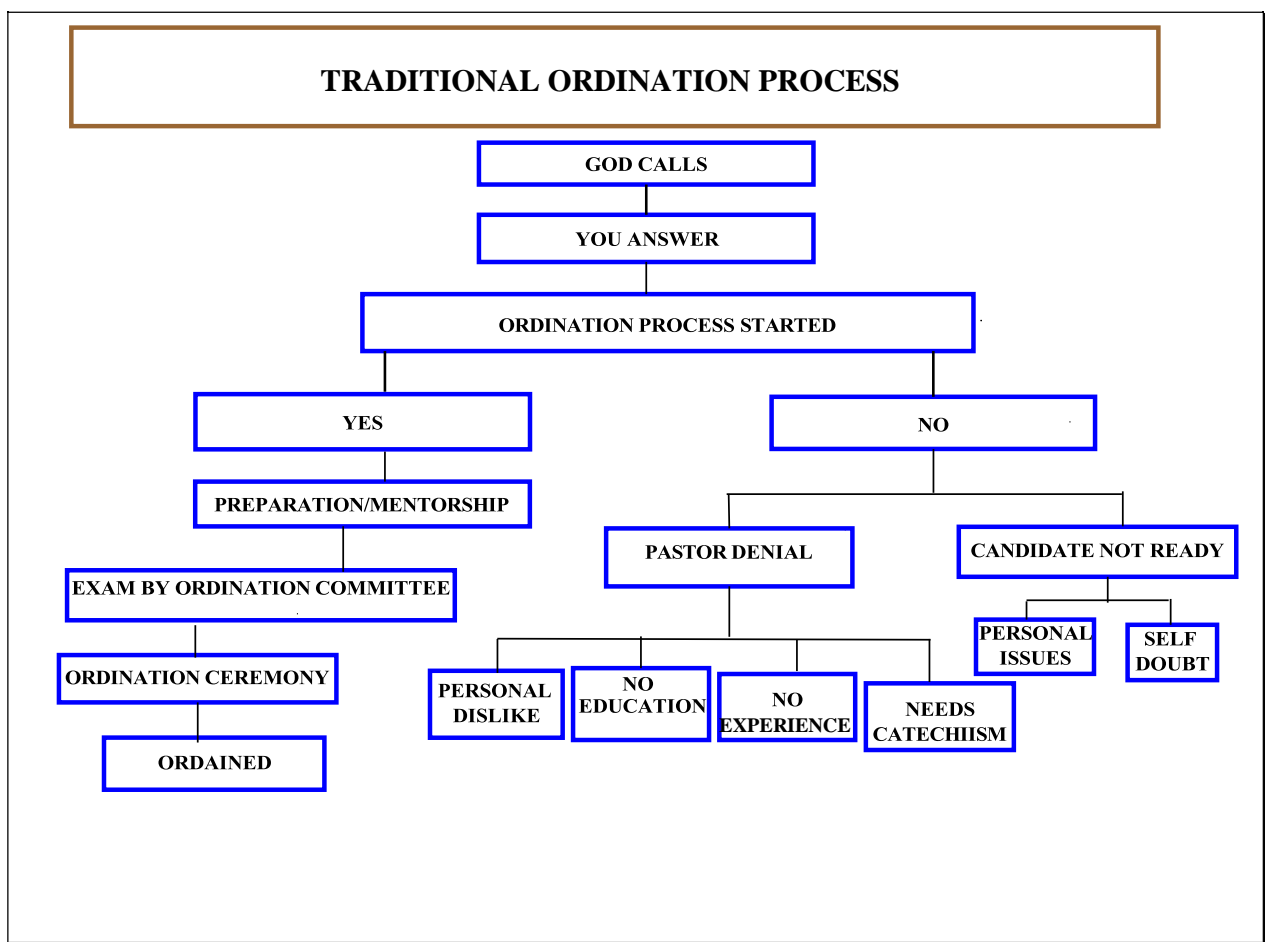 TRADITIONAL ORDINATION PROCESS
GOD CALLS
YOU ANSWER
ORDINATION PROCESS STARTED
YES
NO
PREPARATION/MENTORSHIP
PASTOR DENIAL
CANDIDATE NOT READY
EXAM BY ORDINATION COMMITTEE
PERSONAL
ISSUES
SELF
DOUBT
ORDINATION CEREMONY
PERSONAL
DISLIKE
NO
EDUCATION
NO
EXPERIENCE
NEEDS
CATECHIISM
ORDAINED